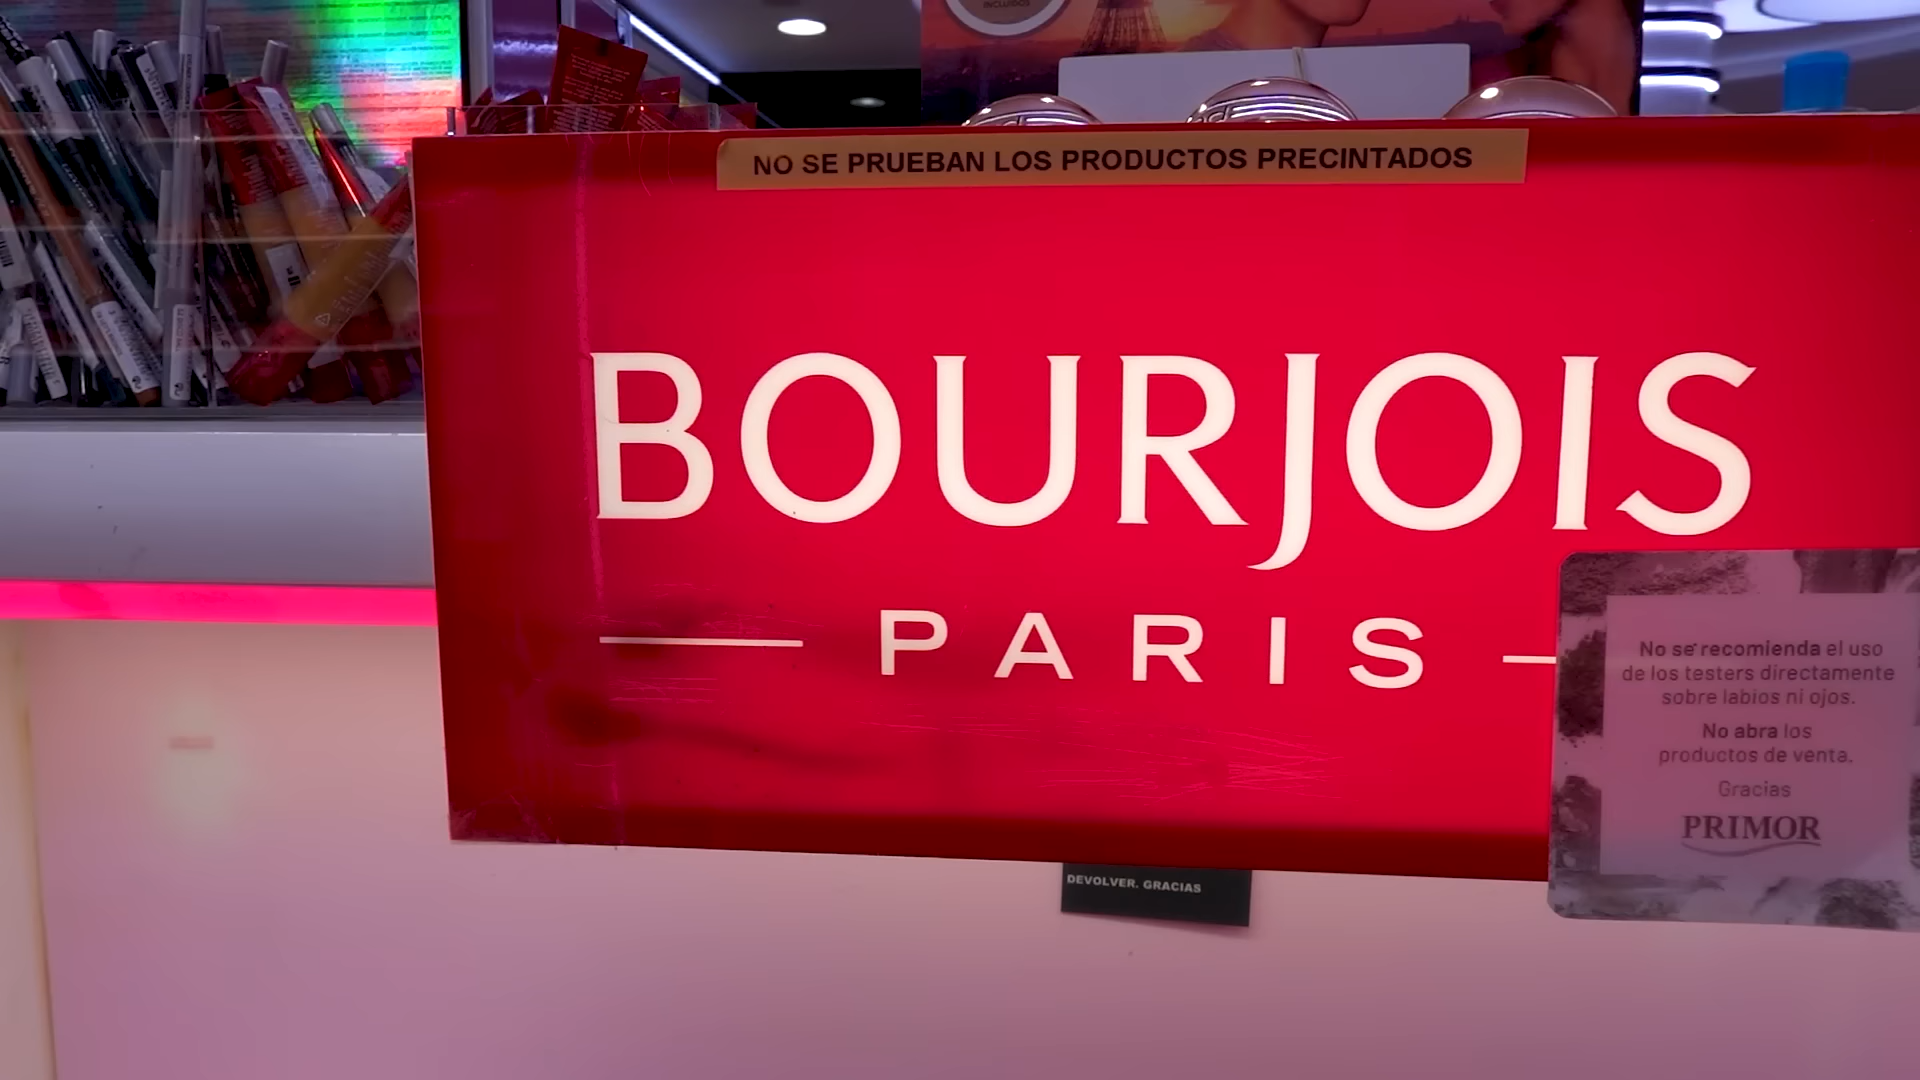 INCLUIDOS
NO SE PRUEBAN LOS PRODUCTOS PRECINTADOS
BOURJOIS
PARIS
No se recomienda el uso
de los testers directamente
sobre labios ni ojos.
No abra los
productos de venta.
Gracias
PRIMOR
DEVOLVER. GRACIAS